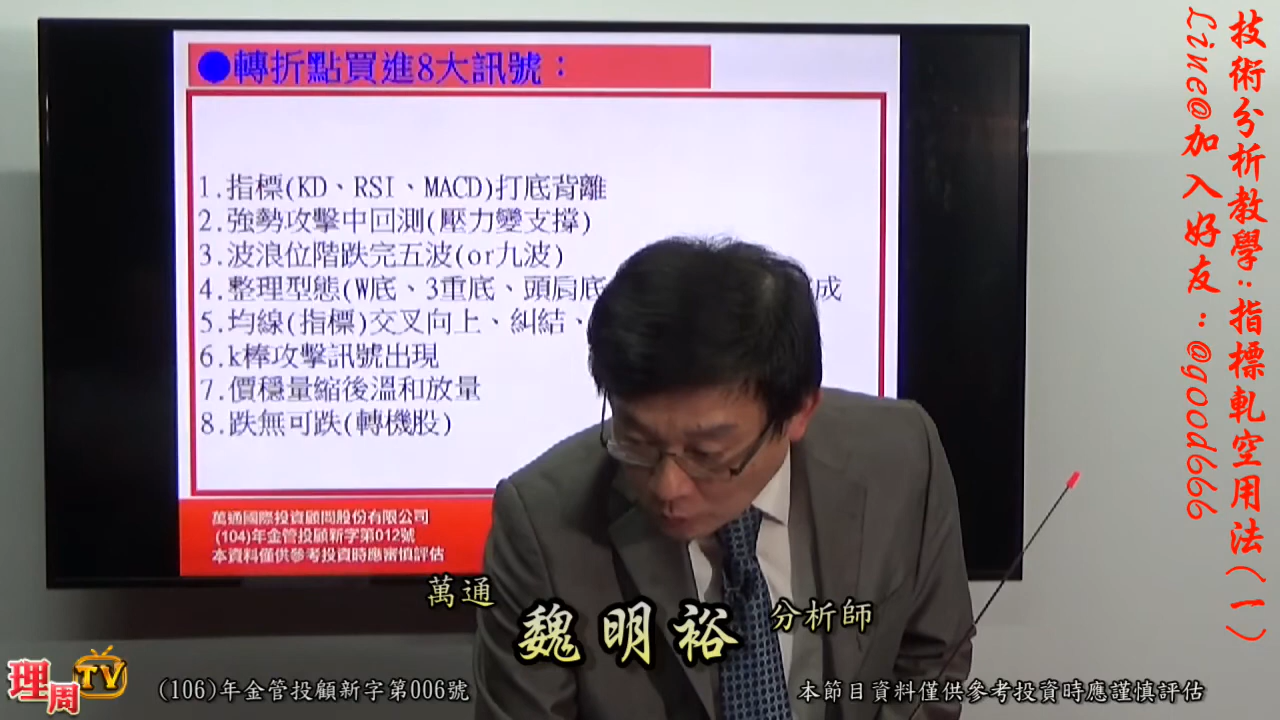 ●轉折點買進8大訊號：
1.指標(KD、RSI、MACD)打底背離
2.強勢攻擊中回測(壓力變支撐)
3.波浪位階跌完五波(or九波)
4.整理型態(W底、3重底、頭肩底 成
5.均線(指標)交叉向上、糾結、
6.k棒攻擊訊號出現
7.價穩量縮後溫和放量
8.跌無可跌(轉機股)
萬通國際投資顧問股份有限公司
(104)年金管投顧新字第012號
本資料僅供參考投資時應審慎評估
技術分析教學:指標軋空用法(一)
Line@加入好友：@good666
萬通 魏明裕 分析師
理周TV
(106)年金管投顧新字第006號
本節目資料僅供參考投資時應謹慎評估